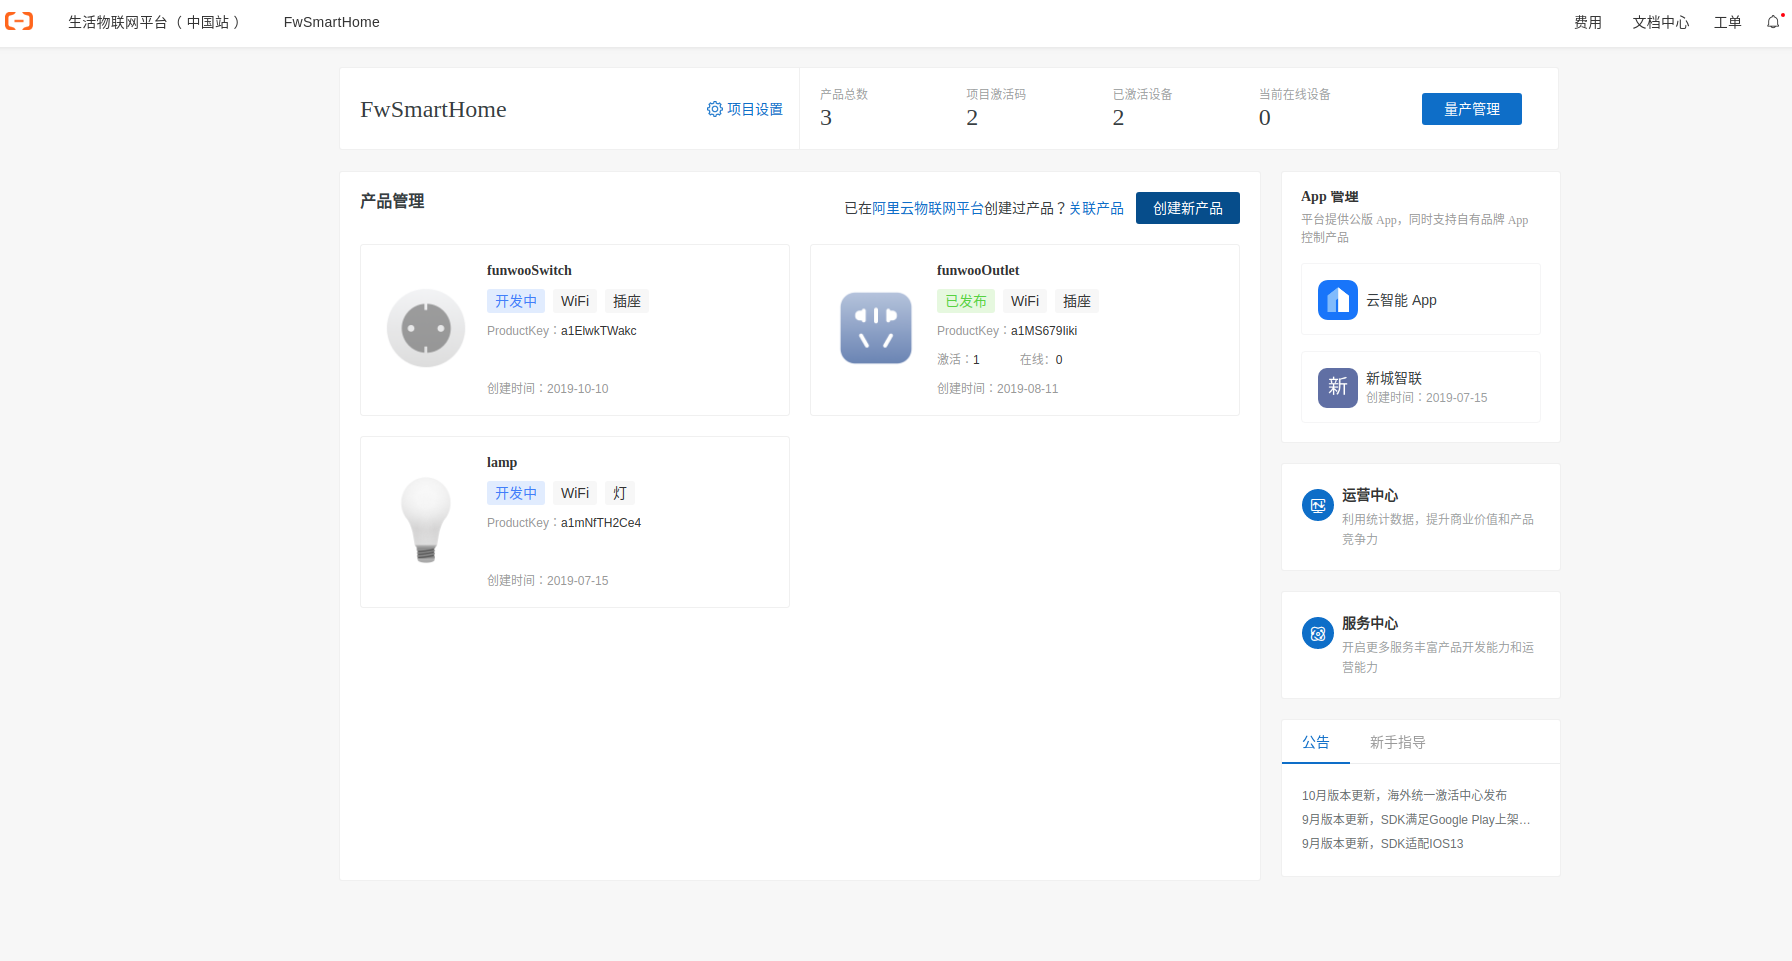 生活物联网平台（ 中国站 ） FwSmartHome 费用 文档中心 工单
FwSmartHome 项目设置
产品总数 项目激活码 已激活设备 当前在线设备
3 2 2 0
量产管理
产品管理
已在阿里云物联网平台创建过产品？关联产品 创建新产品
funwooSwitch
开发中 WiFi 插座
ProductKey：a1ElwkTWakc
创建时间：2019-10-10
funwooOutlet
已发布 WiFi 插座
ProductKey：a1MS679Iiki
激活：1 在线：0
创建时间：2019-08-11
lamp
开发中 WiFi 灯
ProductKey：a1mNfTH2Ce4
创建时间：2019-07-15
App 管理
平台提供公版 App，同时支持自有品牌 App
控制产品
云智能 App
新
新城智联
创建时间：2019-07-15
运营中心
利用统计数据，提升商业价值和产品
竞争力
服务中心
开启更多服务丰富产品开发能力和运
营能力
公告 新手指导
10月版本更新，海外统一激活中心发布
9月版本更新，SDK满足Google Play上架…
9月版本更新，SDK适配IOS13